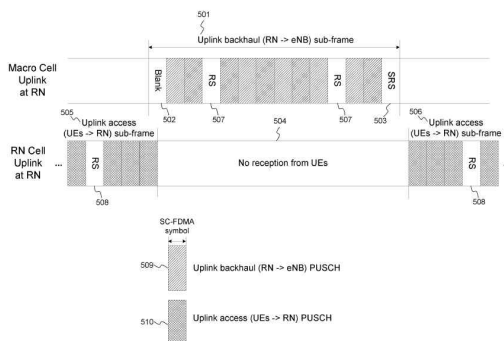 501
Uplink backhaul (RN -> eNB) sub-frame
Macro Cell
Uplink
at RN
Blank
RS
RS
SRS
505
Uplink access
(UEs -> RN) sub-frame
502
507
504
507
503
506
Uplink access
(UEs -> RN) sub-frame
RN Cell
Uplink
at RN
...
RS
No reception from UEs
RS
508
508
SC-FDMA
symbol
509
Uplink backhaul (RN -> eNB) PUSCH
510
Uplink access (UEs -> RN) PUSCH